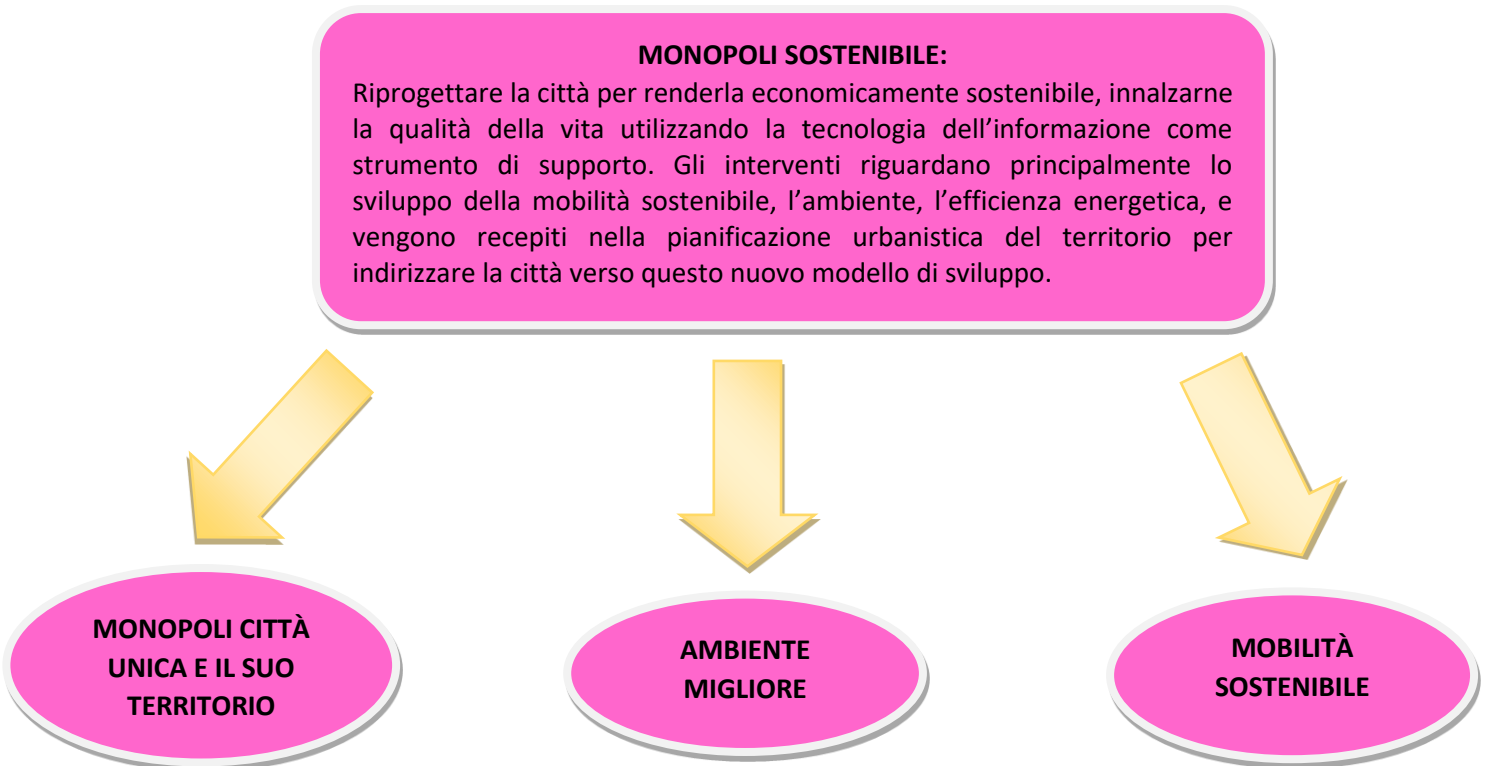 MONOPOLI SOSTENIBILE:
Riprogettare la città per renderla economicamente sostenibile, innalzarne
la qualità della vita utilizzando la tecnologia dell’informazione come
strumento di supporto. Gli interventi riguardano principalmente lo
sviluppo della mobilità sostenibile, l’ambiente, l’efficienza energetica, e
vengono recepiti nella pianificazione urbanistica del territorio per
indirizzare la città verso questo nuovo modello di sviluppo.
MONOPOLI CITTÀ
UNICA E IL SUO
TERRITORIO
AMBIENTE
MIGLIORE
MOBILITÀ
SOSTENIBILE